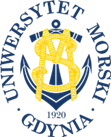 UNIWERSYTET MORSKI
· GDYNIA ·
1920